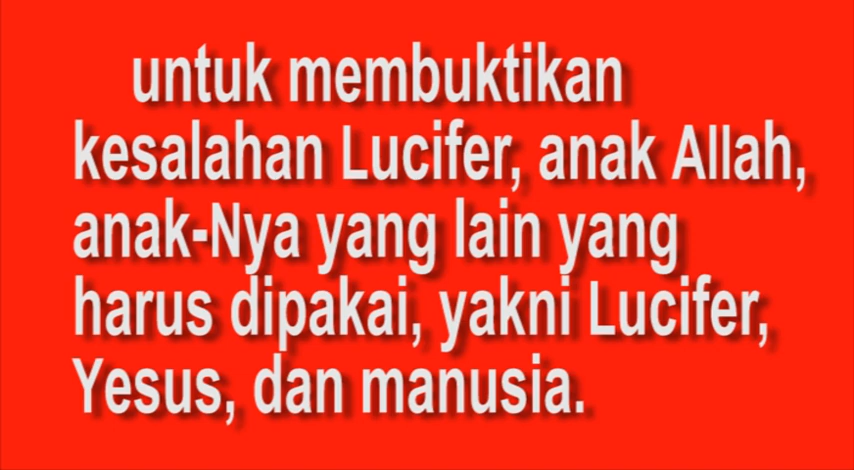 untuk membuktikan
kesalahan Lucifer, anak Allah,
anak-Nya yang lain yang
harus dipakai, yakni Lucifer,
Yesus, dan manusia.